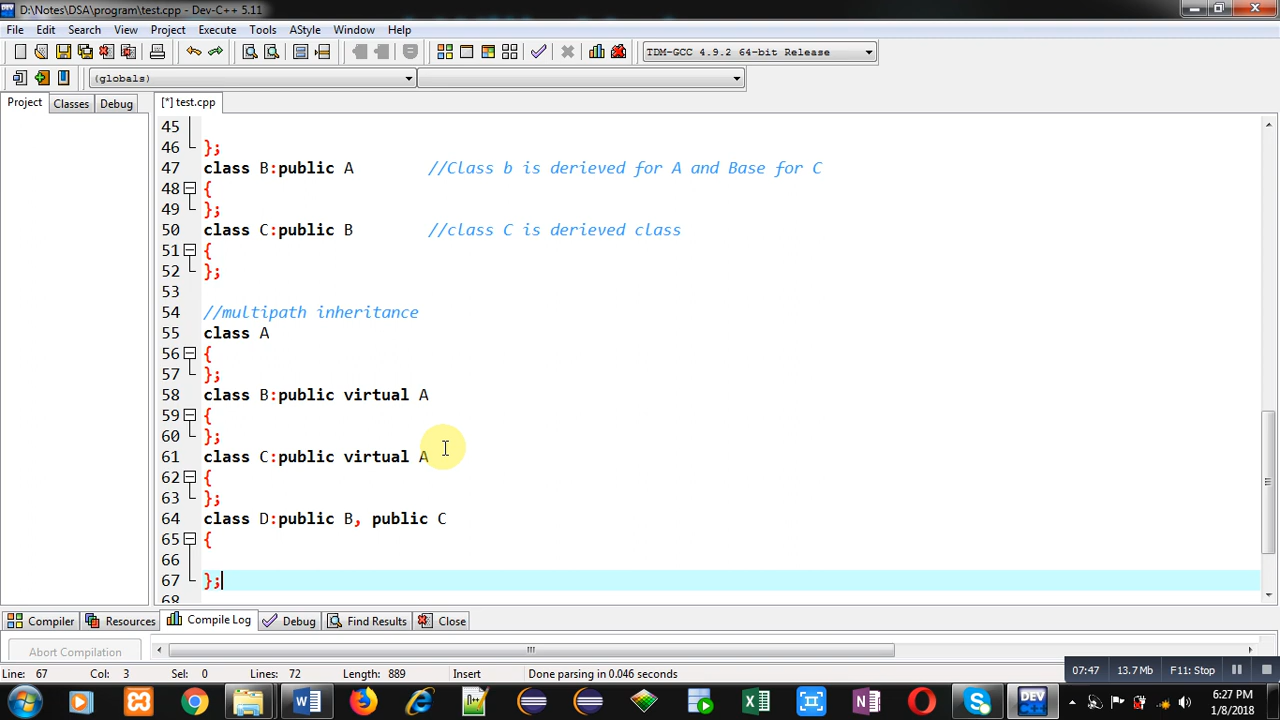 D:\Notes\DSA\program\test.cpp - Dev-C++ 5.11
File Edit Search View Project Execute Tools AStyle Window Help
TDM-GCC 4.9.2 64-bit Release
(globals)
Project Classes Debug [*] test.cpp
45
46 };
47 class B:public A //Class b is derieved for A and Base for C
48 {
49 };
50 class C:public B //class C is derieved class
51 {
52 };
53
54 //multipath inheritance
55 class A
56 {
57 };
58 class B:public virtual A
59 {
60 };
61 class C:public virtual A
62 {
63 };
64 class D:public B, public C
65 {
66
67 };
68
Compiler Resources Compile Log Debug Find Results Close
Abort Compilation
Line: 67 Col: 3 Sel: 0 Lines: 72 Length: 889 Insert Done parsing in 0.046 seconds
07:47 13.7 Mb F11: Stop
DEV
6:27 PM
1/8/2018